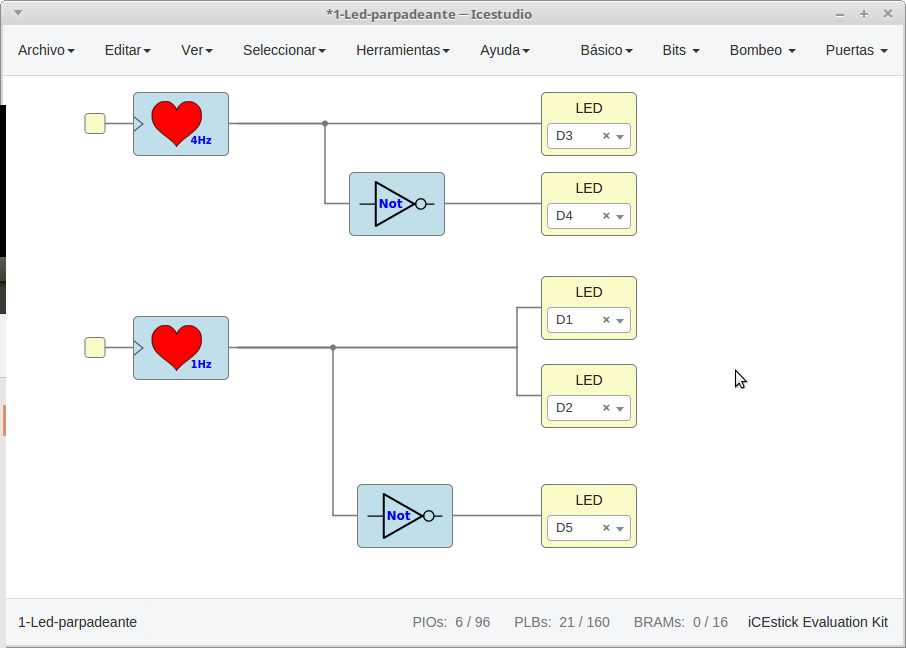 *1-Led-parpadeante — Icestudio
Archivo Editar Ver Seleccionar Herramientas Ayuda Básico Bits Bombeo Puertas
4Hz
LED
D3 ×
Not
LED
D4 ×
LED
D1 ×
1Hz
LED
D2 ×
Not
LED
D5 ×
1-Led-parpadeante PIOs: 6 / 96 PLBs: 21 / 160 BRAMs: 0 / 16 iCEstick Evaluation Kit